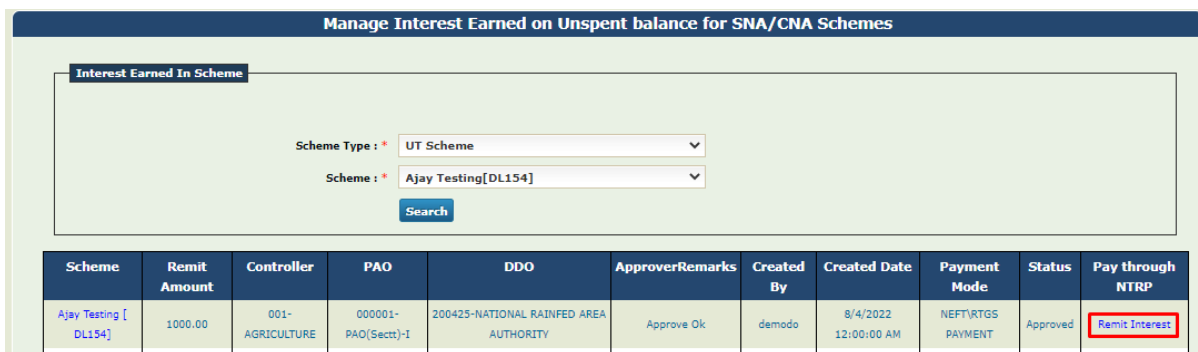 Manage Interest Earned on Unspent balance for SNA/CNA Schemes
Interest Earned In Scheme
Scheme Type : * UT Scheme
Scheme : * Ajay Testing[DL154]
Search
Scheme Remit Amount Controller PAO DDO ApproverRemarks Created By Created Date Payment Mode Status Pay through NTRP
Ajay Testing [ DL154] 1000.00 001-AGRICULTURE 000001-PAO(Sectt)-I 200425-NATIONAL RAINFED AREA AUTHORITY Approve Ok demodo 8/4/2022 12:00:00 AM NEFT\RTGS PAYMENT Approved Remit Interest